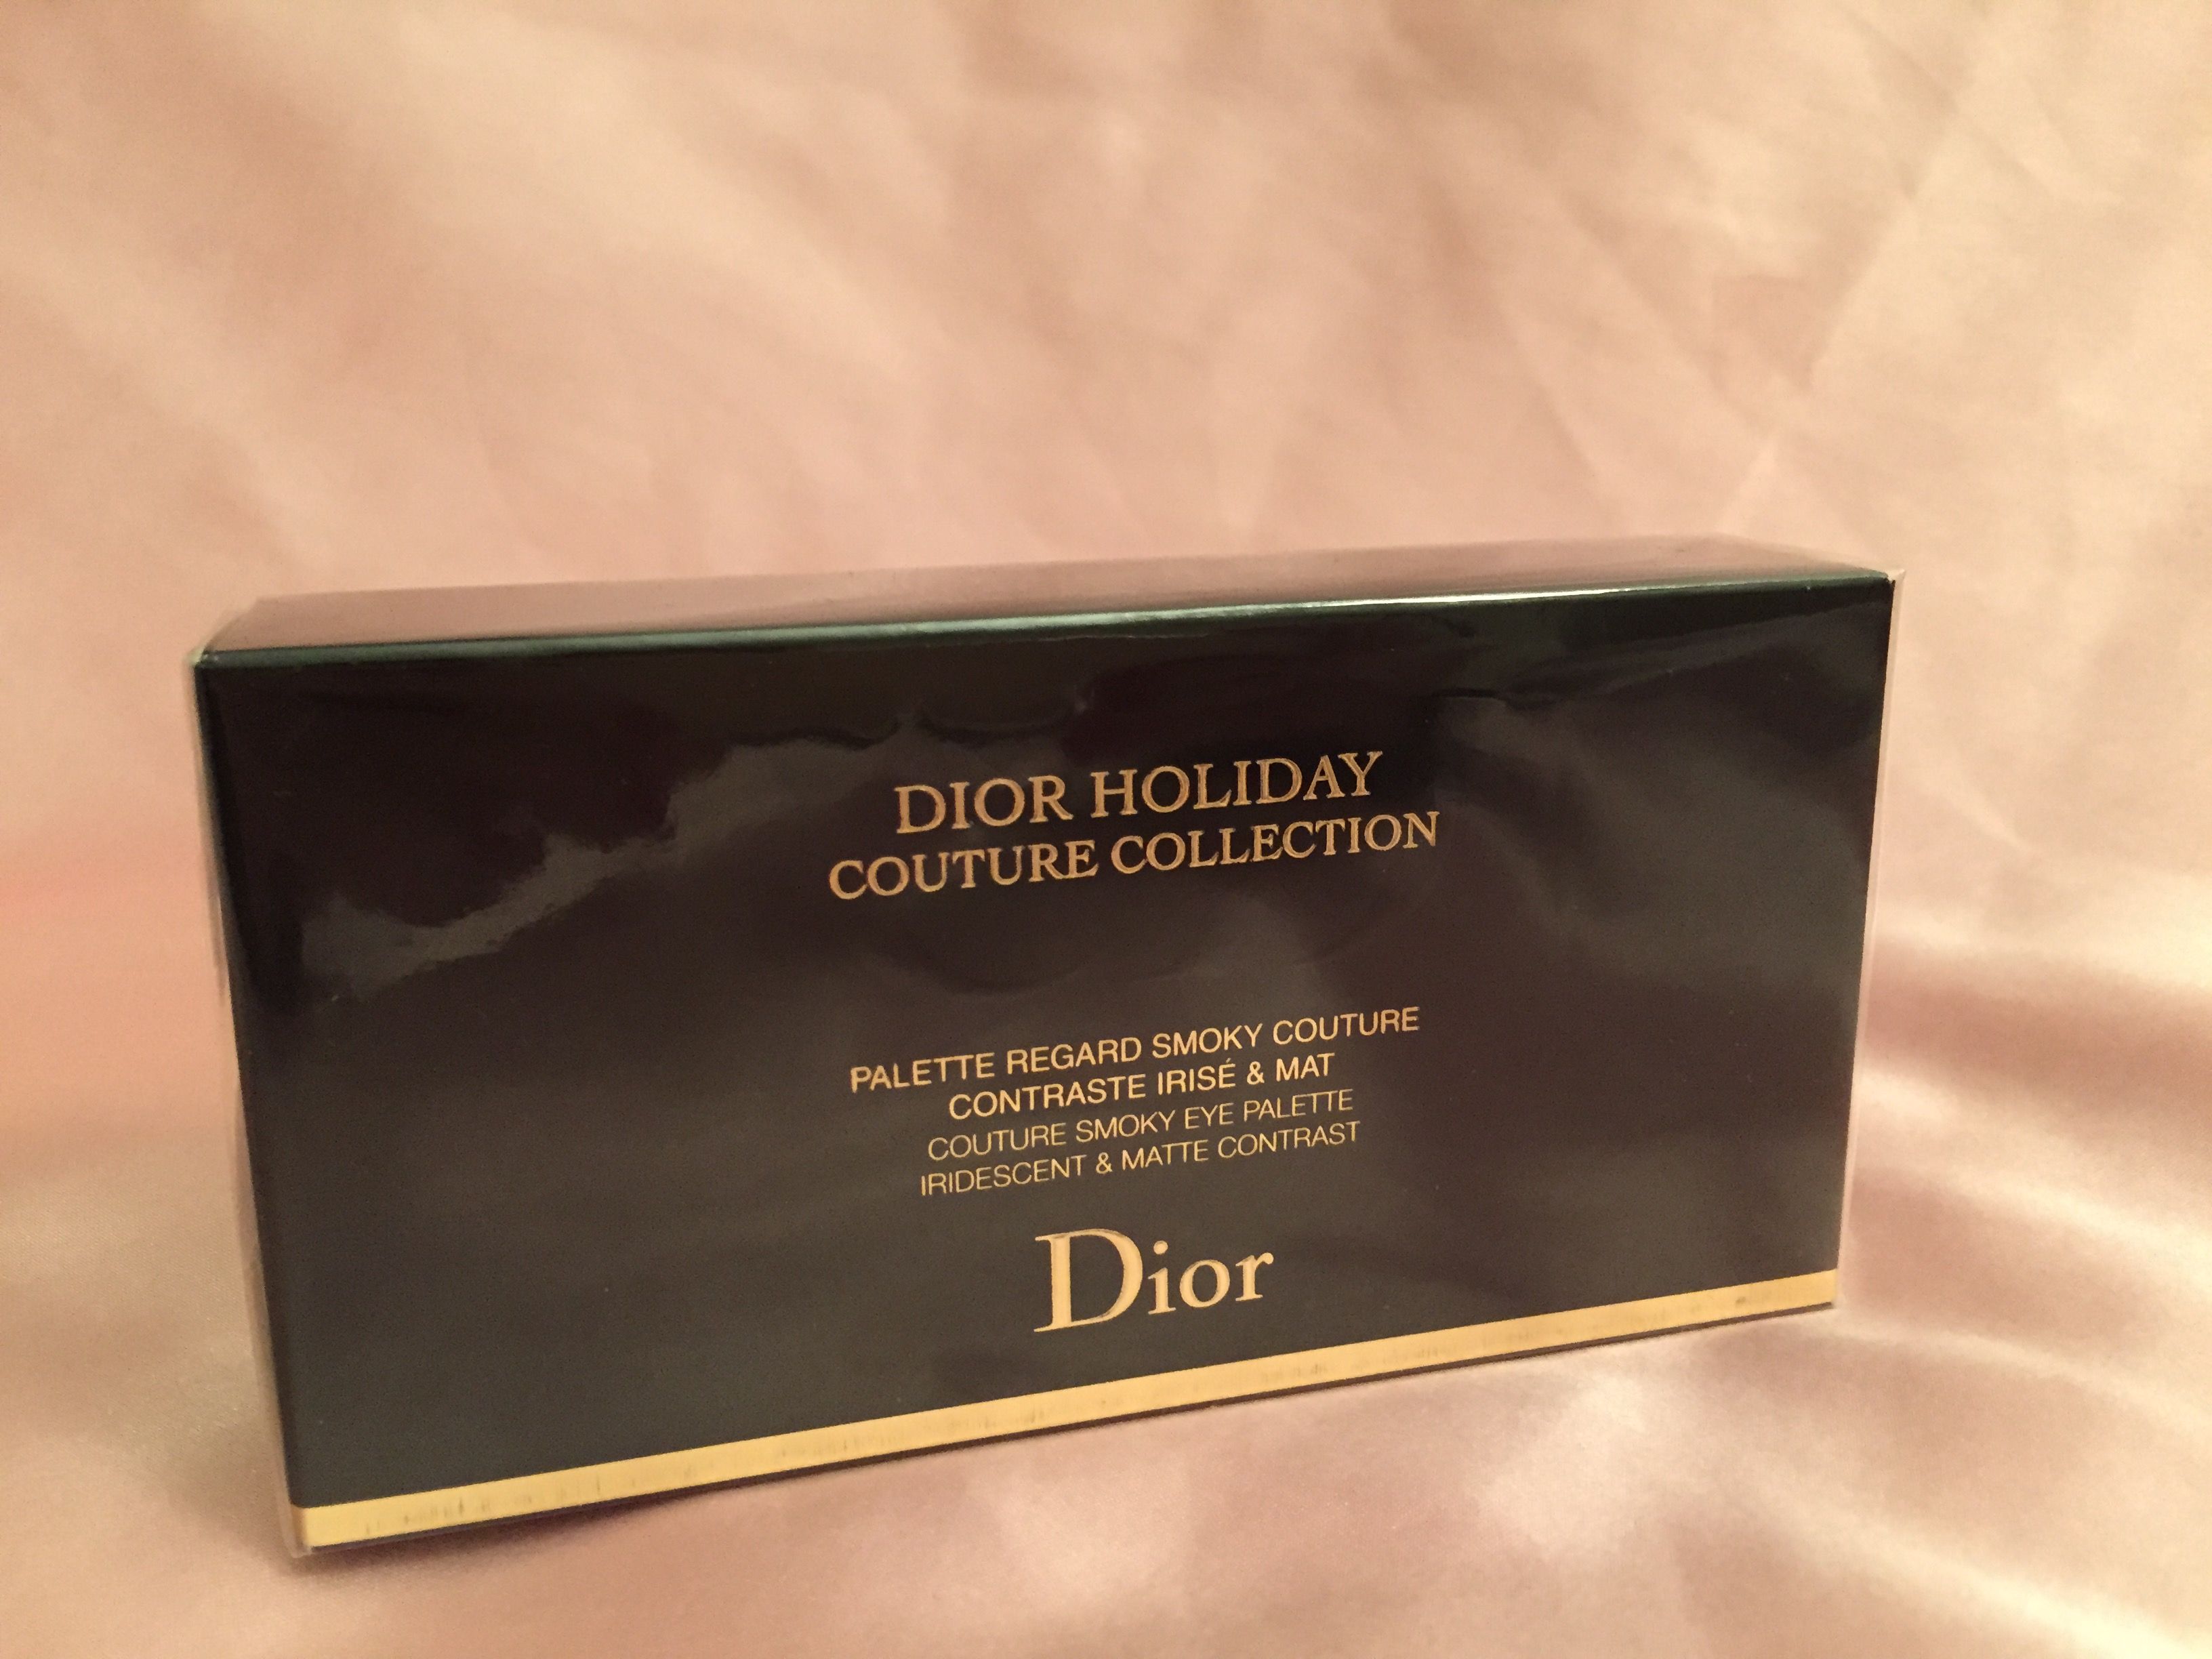 DIOR HOLIDAY
COUTURE COLLECTION
PALETTE REGARD SMOKY COUTURE
CONTRASTE IRISÉ & MAT
COUTURE SMOKY EYE PALETTE
IRIDESCENT & MATTE CONTRAST
Dior